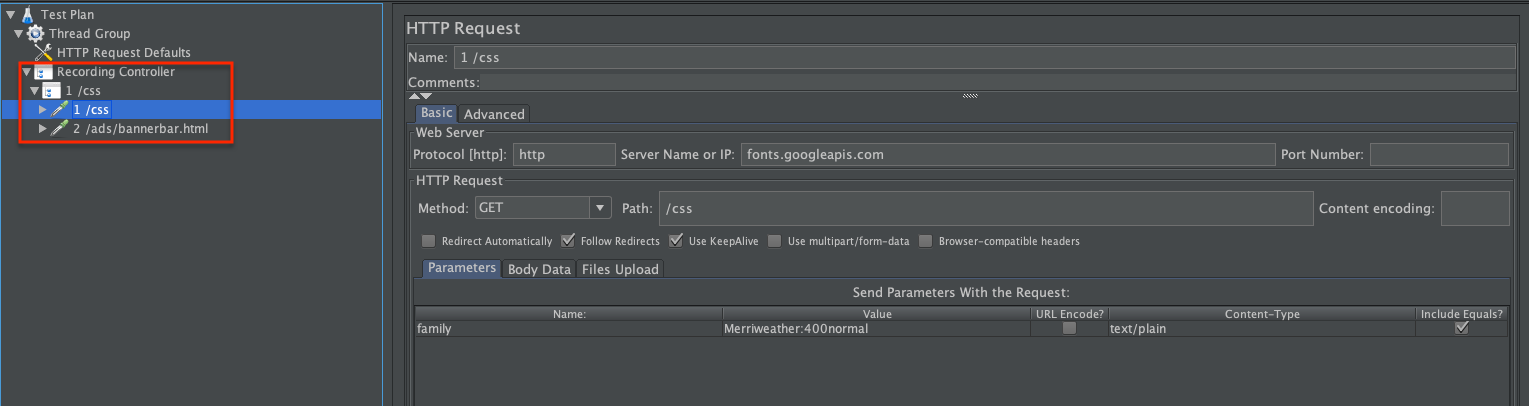 Test Plan
Thread Group
HTTP Request Defaults
Recording Controller
1 /css
1 /css
2 /ads/bannerbar.html
HTTP Request
Name: 1 /css
Comments:
Basic Advanced
Web Server
Protocol [http]: http Server Name or IP: fonts.googleapis.com Port Number:
HTTP Request
Method: GET Path: /css Content encoding:
Redirect Automatically Follow Redirects Use KeepAlive Use multipart/form-data Browser-compatible headers
Parameters Body Data Files Upload
Send Parameters With the Request:
Name: Value URL Encode? Content-Type Include Equals?
family Merriweather:400normal text/plain